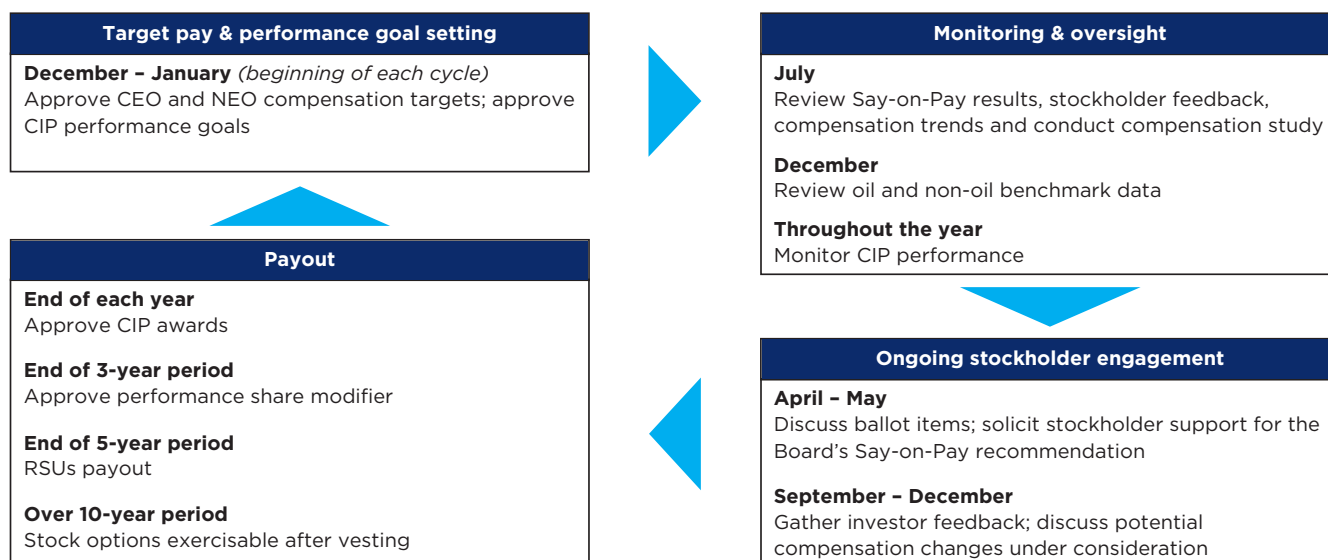 Target pay & performance goal setting
December – January (beginning of each cycle)
Approve CEO and NEO compensation targets; approve
CIP performance goals
Monitoring & oversight
July
Review Say-on-Pay results, stockholder feedback,
compensation trends and conduct compensation study
December
Review oil and non-oil benchmark data
Throughout the year
Monitor CIP performance
Ongoing stockholder engagement
April – May
Discuss ballot items; solicit stockholder support for the
Board’s Say-on-Pay recommendation
September – December
Gather investor feedback; discuss potential
compensation changes under consideration
Payout
End of each year
Approve CIP awards
End of 3-year period
Approve performance share modifier
End of 5-year period
RSUs payout
Over 10-year period
Stock options exercisable after vesting